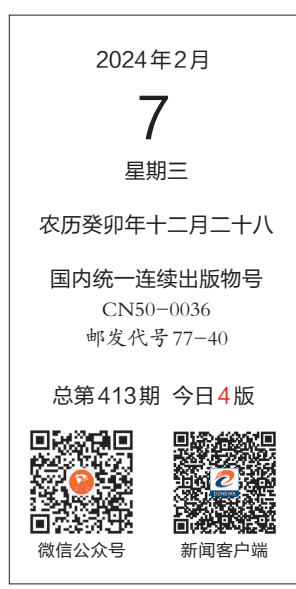 2024年2月
7
星期三
农历癸卯年十二月二十八
国内统一连续出版物号
CN50-0036
邮发代号77-40
总第413期 今日4版
DZNEWS
微信公众号 新闻客户端